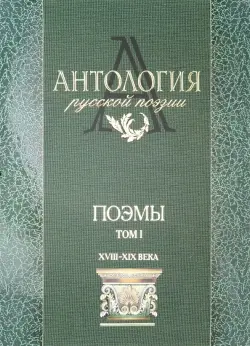 А
АНТОЛОГИЯ
русской поэзии
ПОЭМЫ
ТОМ I
XVIII-XIX ВЕКА